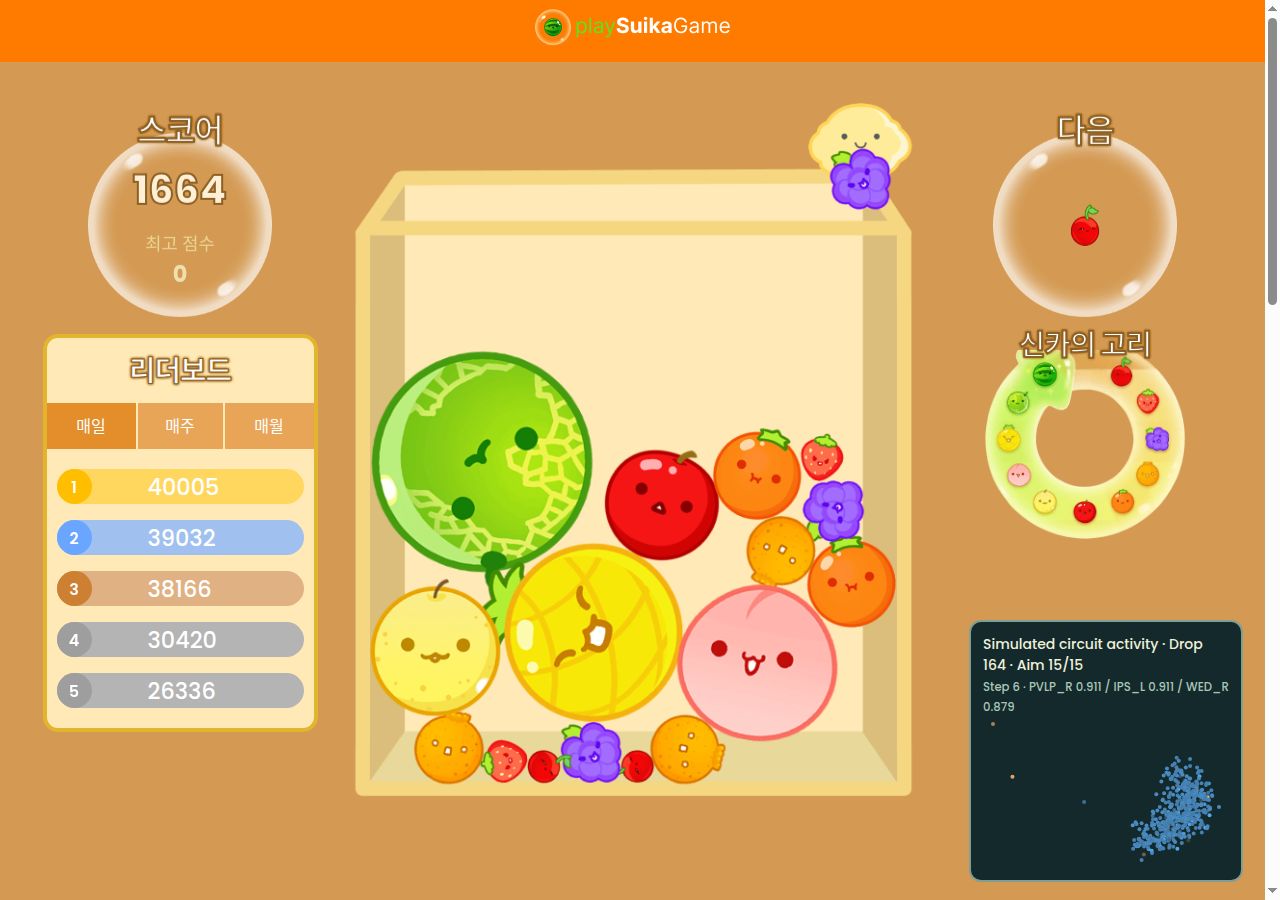 playSuikaGame
스코어
1664
최고 점수
0
리더보드
매일 매주 매월
1 40005
2 39032
3 38166
4 30420
5 26336
다음
신카의 고리
Simulated circuit activity · Drop
164 · Aim 15/15
Step 6 · PVLP_R 0.911 / IPS_L 0.911 / WED_R
0.879